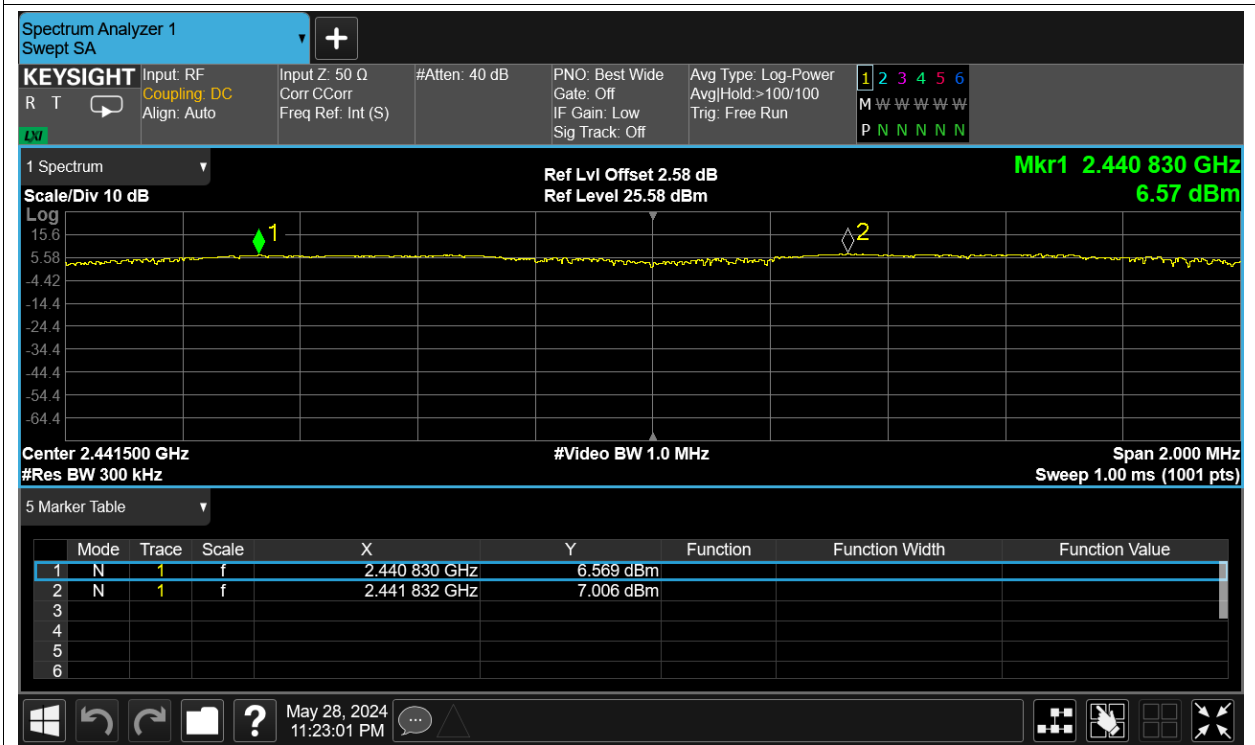 Spectrum Analyzer 1
Swept SA
KEYSIGHT
R T
LXI
Input: RF
Coupling: DC
Align: Auto
Input Z: 50 Ω
Corr CCorr
Freq Ref: Int (S)
#Atten: 40 dB
PNO: Best Wide
Gate: Off
IF Gain: Low
Sig Track: Off
Avg Type: Log-Power
Avg|Hold:>100/100
Trig: Free Run
1 2 3 4 5 6
M W W W W W
P N N N N N
1 Spectrum
Scale/Div 10 dB
Ref Lvl Offset 2.58 dB
Ref Level 25.58 dBm
Mkr1 2.440 830 GHz
6.57 dBm
Log
15.6
5.58
-4.42
-14.4
-24.4
-34.4
-44.4
-54.4
-64.4
1
2
Center 2.441500 GHz
#Video BW 1.0 MHz
Span 2.000 MHz
#Res BW 300 kHz
Sweep 1.00 ms (1001 pts)
5 Marker Table
Mode Trace Scale X Y Function Function Width Function Value
1 N 1 f 2.440 830 GHz 6.569 dBm
2 N 1 f 2.441 832 GHz 7.006 dBm
3
4
5
6
?
May 28, 2024
11:23:01 PM